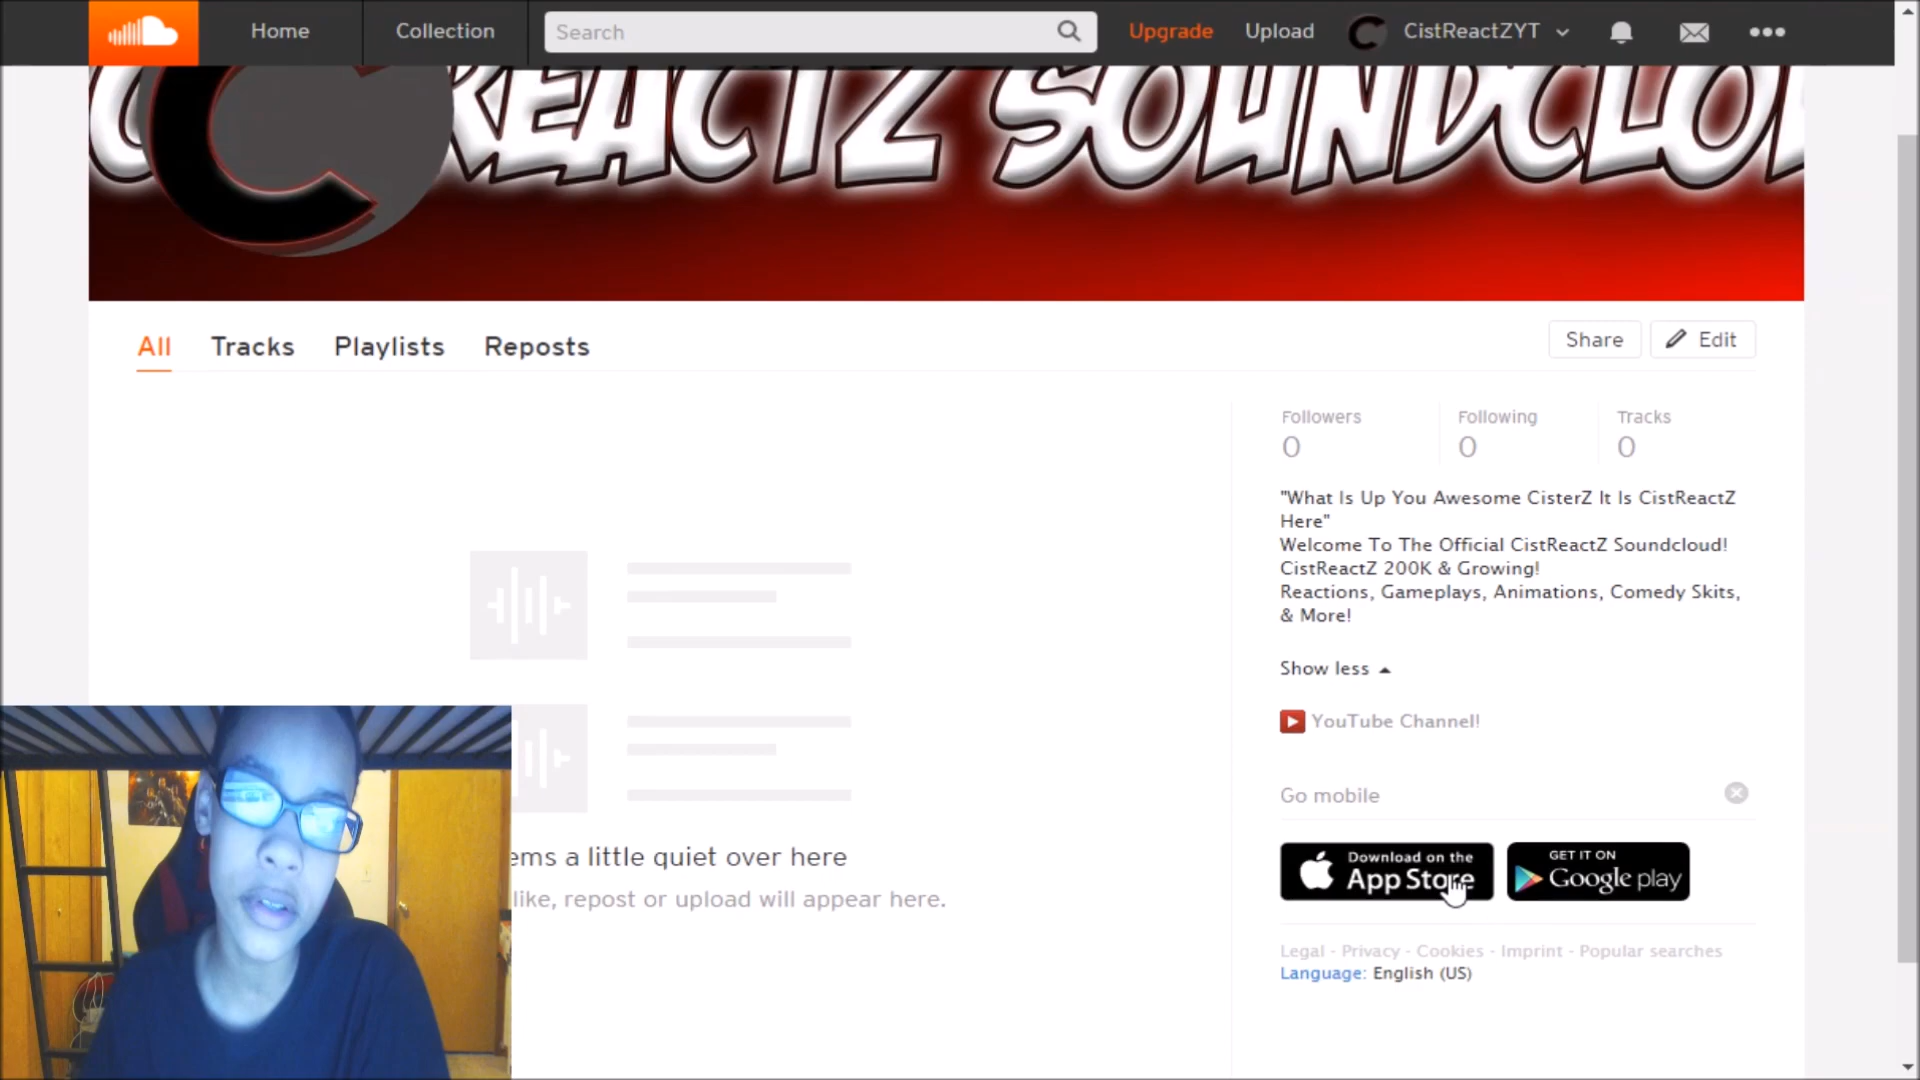 Home
Collection
Search
Upgrade
Upload
CistReactZYT
REACTZ SOUNDCLO
All
Tracks
Playlists
Reposts
Share
Edit
Followers
Following
Tracks
0
0
0
"What Is Up You Awesome CisterZ It Is CistReactZ
Here"
Welcome To The Official CistReactZ Soundcloud!
CistReactZ 200K & Growing!
Reactions, Gameplays, Animations, Comedy Skits,
& More!
Show less
YouTube Channel!
Go mobile
ems a little quiet over here
like, repost or upload will appear here.
Download on the
App Store
GET IT ON
Google play
Legal - Privacy - Cookies - Imprint - Popular searches
Language: English (US)